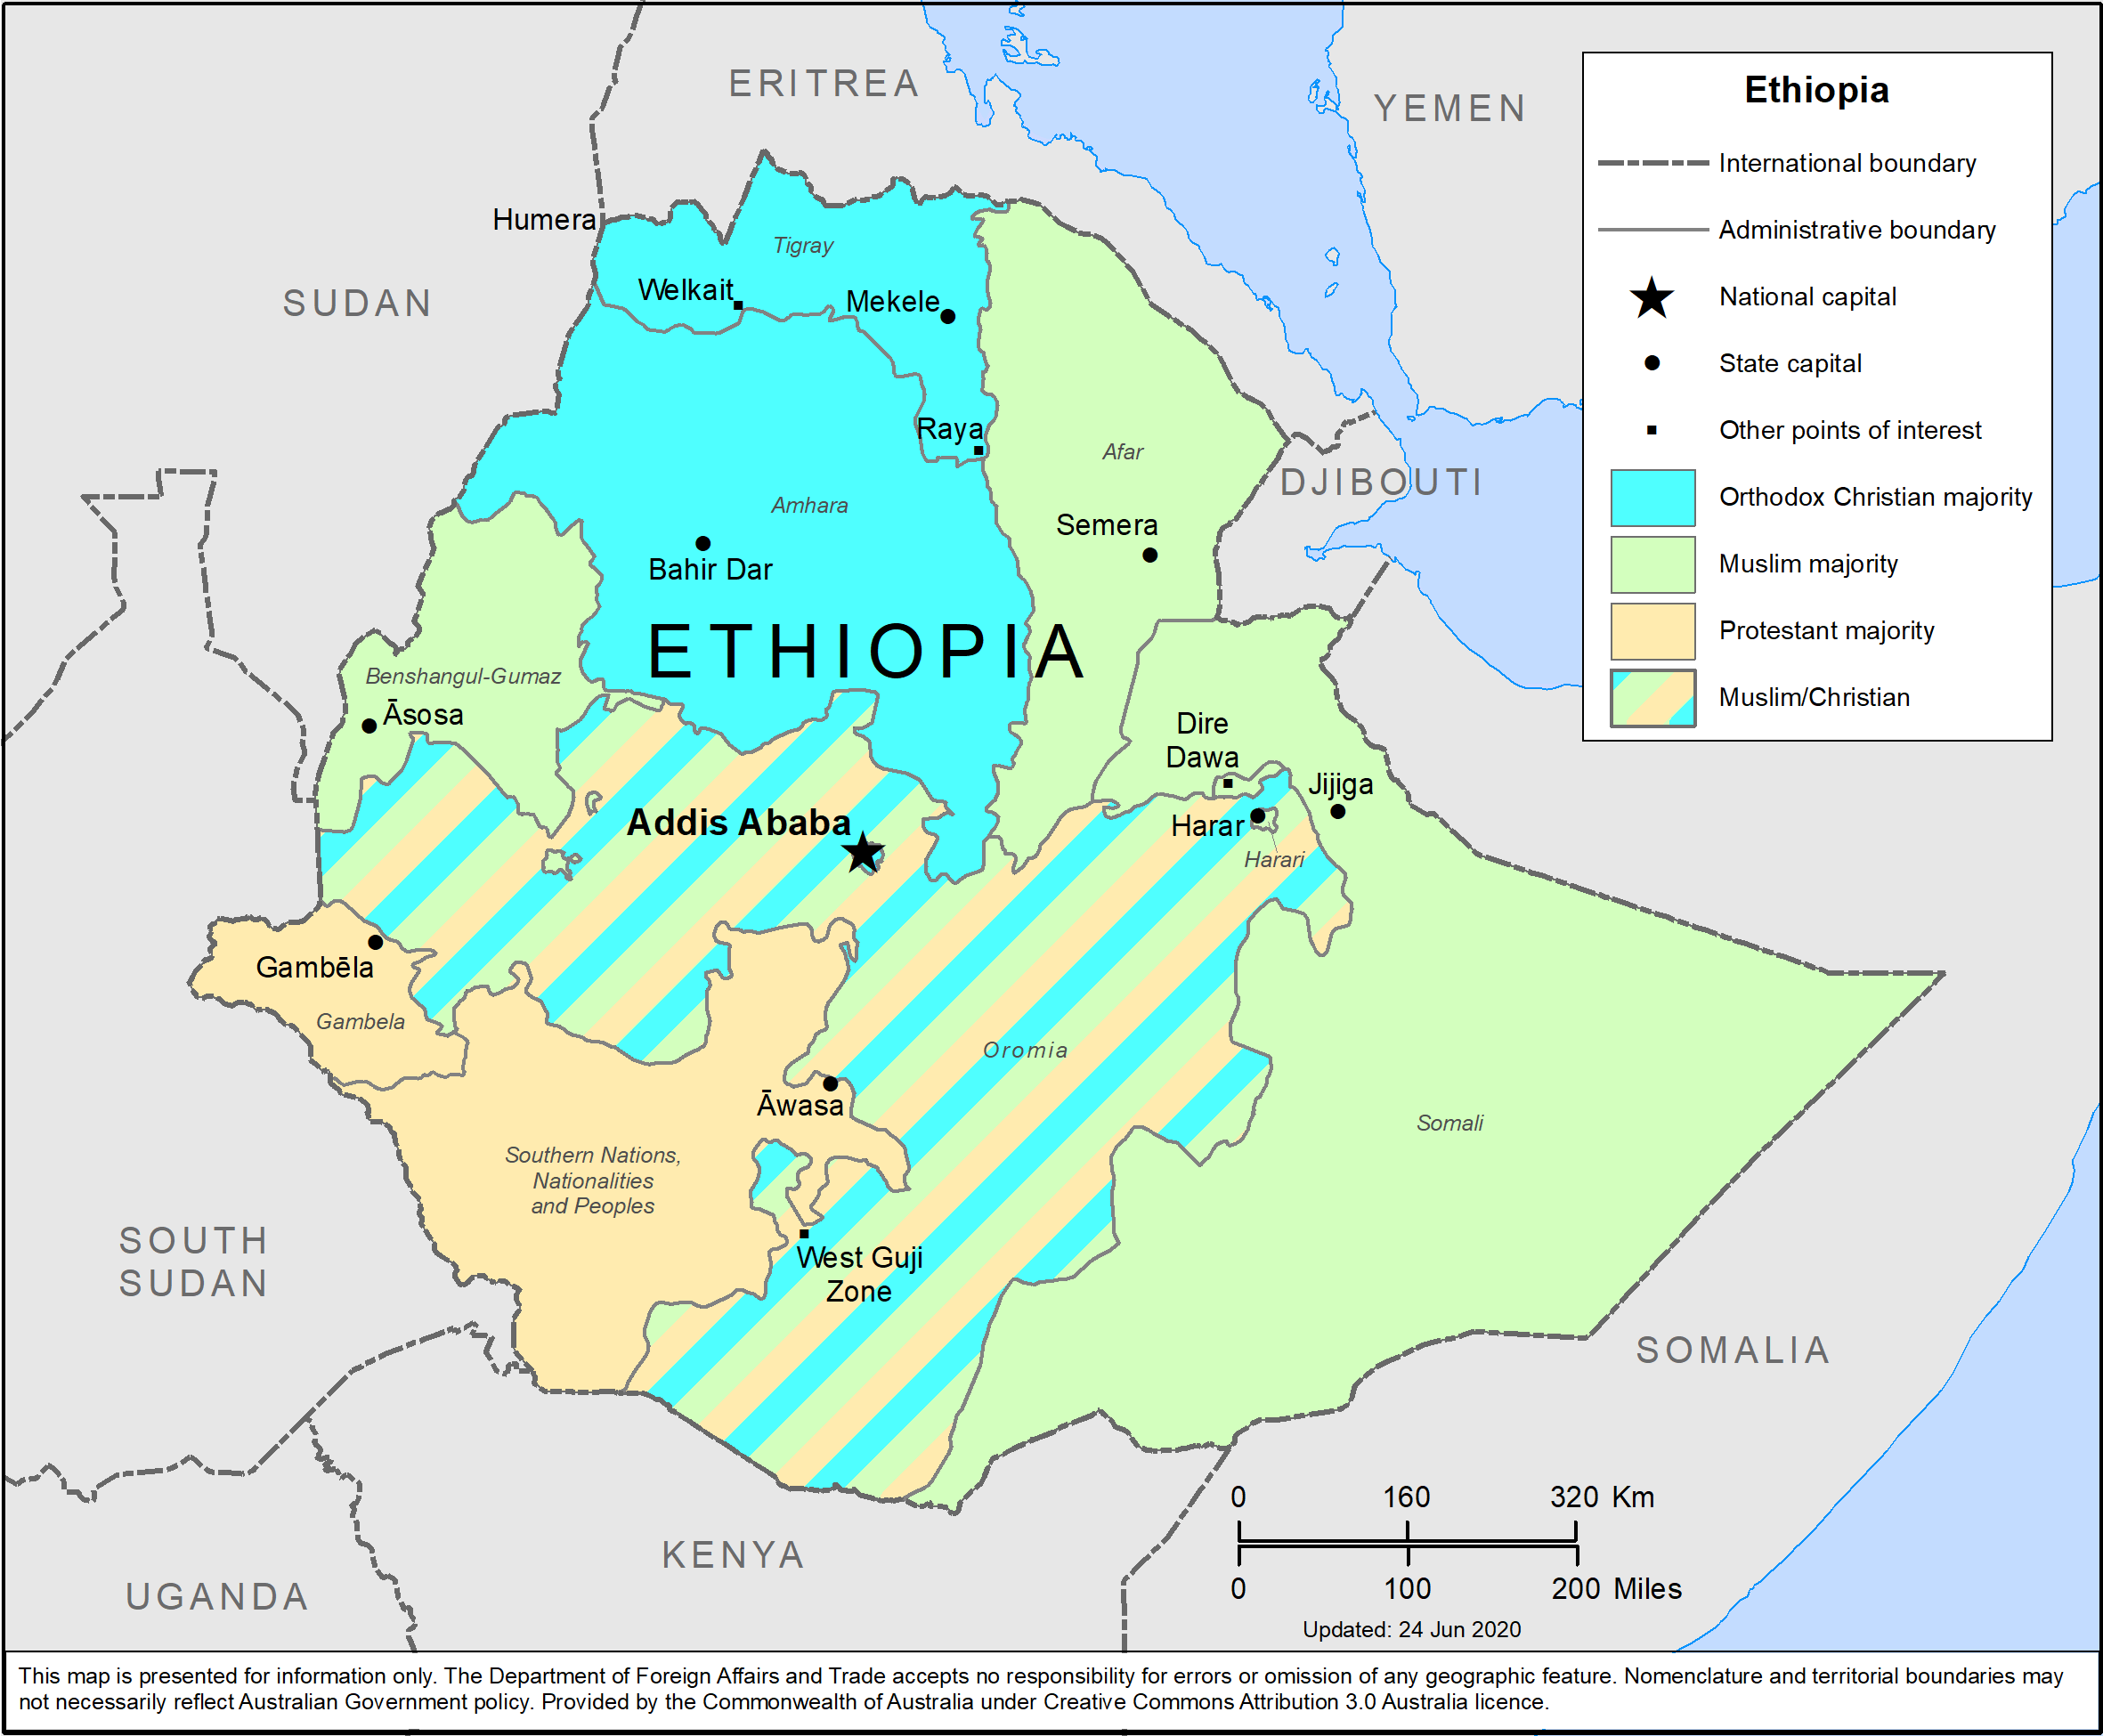 ERITREA
YEMEN
SUDAN
Humera
Tigray
Welkait
Mekele
Raya
Afar
DJIBOUTI
Amhara
Semera
Bahir Dar
ETHIOPIA
Benshangul-Gumaz
Āsosa
Dire
Dawa
Jijiga
Addis Ababa
Harar
Harari
Gambēla
Gambela
Oromia
Āwasa
Somali
Southern Nations,
Nationalities
and Peoples
West Guji
Zone
SOUTH
SUDAN
SOMALIA
KENYA
UGANDA
Ethiopia
International boundary
Administrative boundary
National capital
State capital
Other points of interest
Orthodox Christian majority
Muslim majority
Protestant majority
Muslim/Christian
0 160 320 Km
0 100 200 Miles
Updated: 24 Jun 2020
This map is presented for information only. The Department of Foreign Affairs and Trade accepts no responsibility for errors or omission of any geographic feature. Nomenclature and territorial boundaries may
not necessarily reflect Australian Government policy. Provided by the Commonwealth of Australia under Creative Commons Attribution 3.0 Australia licence.